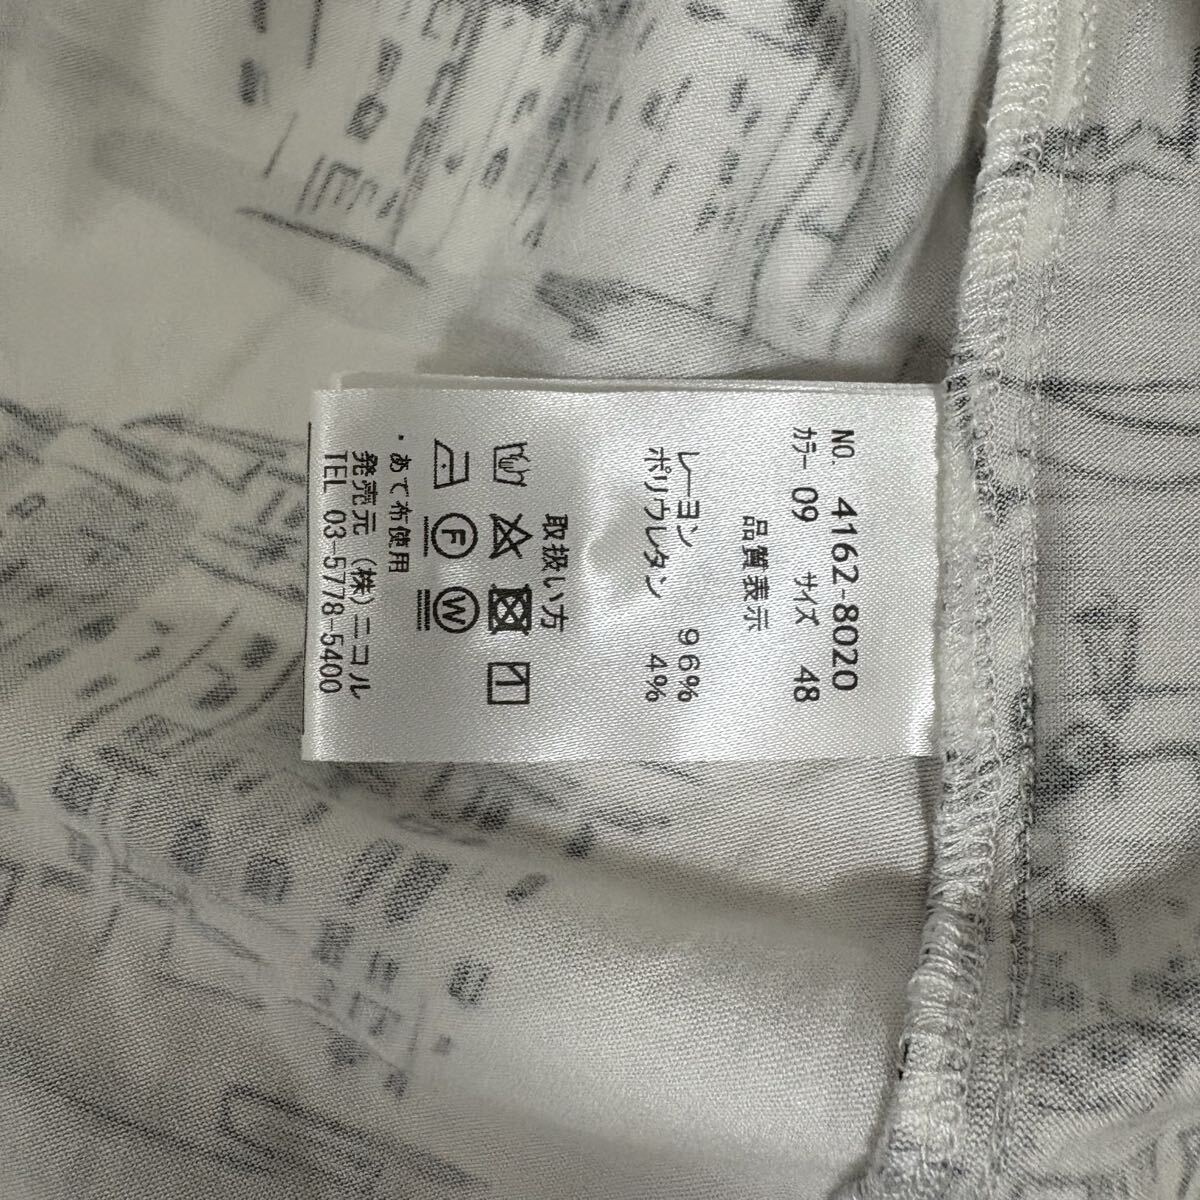 NO. 4162-8020
カラー 09 サイズ 48
品質表示
レーヨン 96%
ポリウレタン 4%
取扱い方
F W
・あて布使用
発売元 (株)ニコル
TEL 03-5778-5400